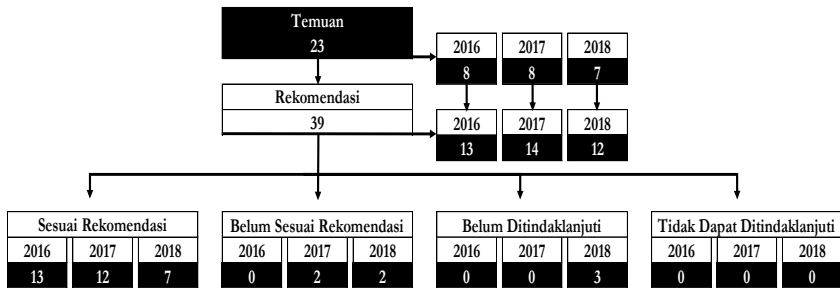 Temuan
23
2016 2017 2018
8 8 7
Rekomendasi
39
2016 2017 2018
13 14 12
Sesuai Rekomendasi
2016 2017 2018
13 12 7
Belum Sesuai Rekomendasi
2016 2017 2018
0 2 2
Belum Ditindaklanjuti
2016 2017 2018
0 0 3
Tidak Dapat Ditindaklanjuti
2016 2017 2018
0 0 0